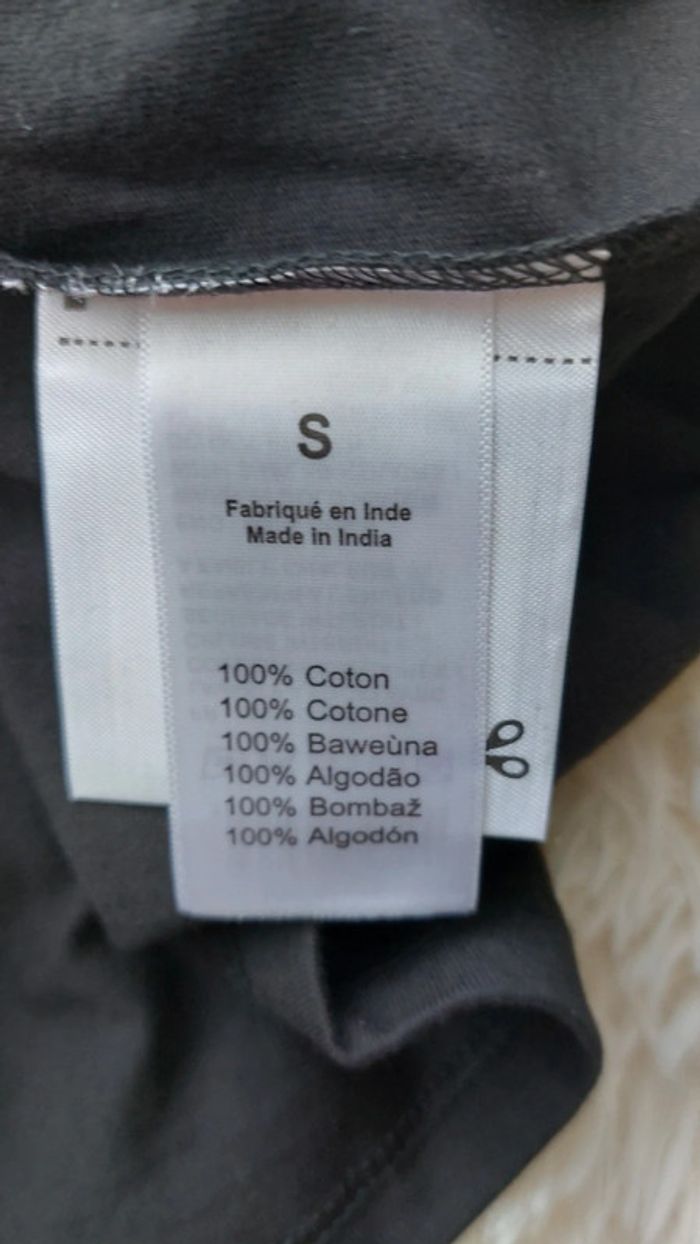 S
Fabriqué en Inde
Made in India
100% Coton
100% Cotone
100% Baweùna
100% Algodão
100% Bombaž
100% Algodón